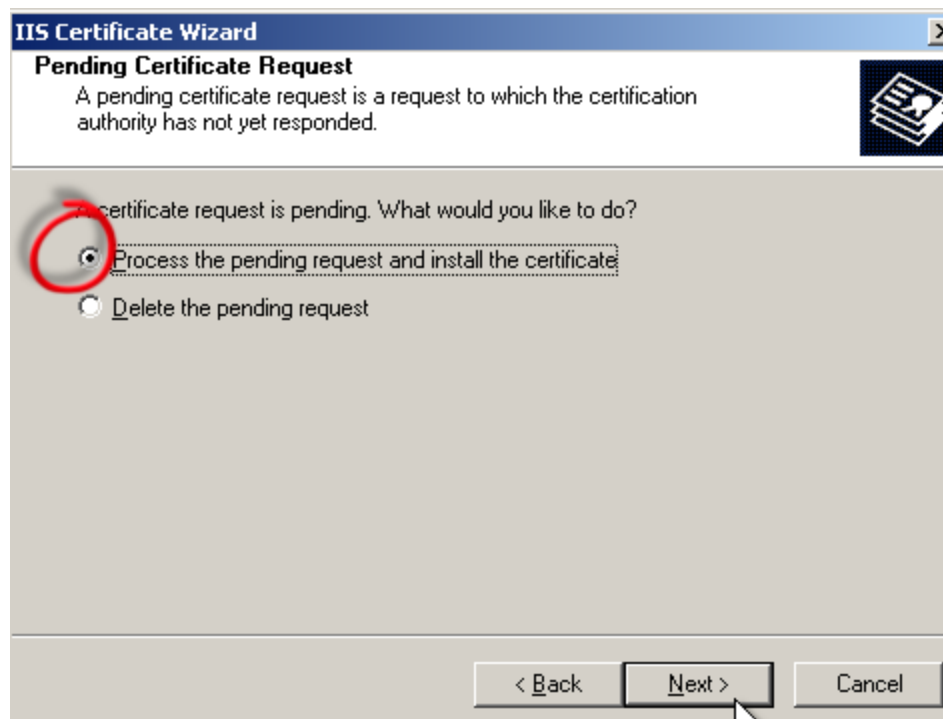 IIS Certificate Wizard
Pending Certificate Request
A pending certificate request is a request to which the certification
authority has not yet responded.
A certificate request is pending. What would you like to do?
Process the pending request and install the certificate
Delete the pending request
< Back
Next >
Cancel